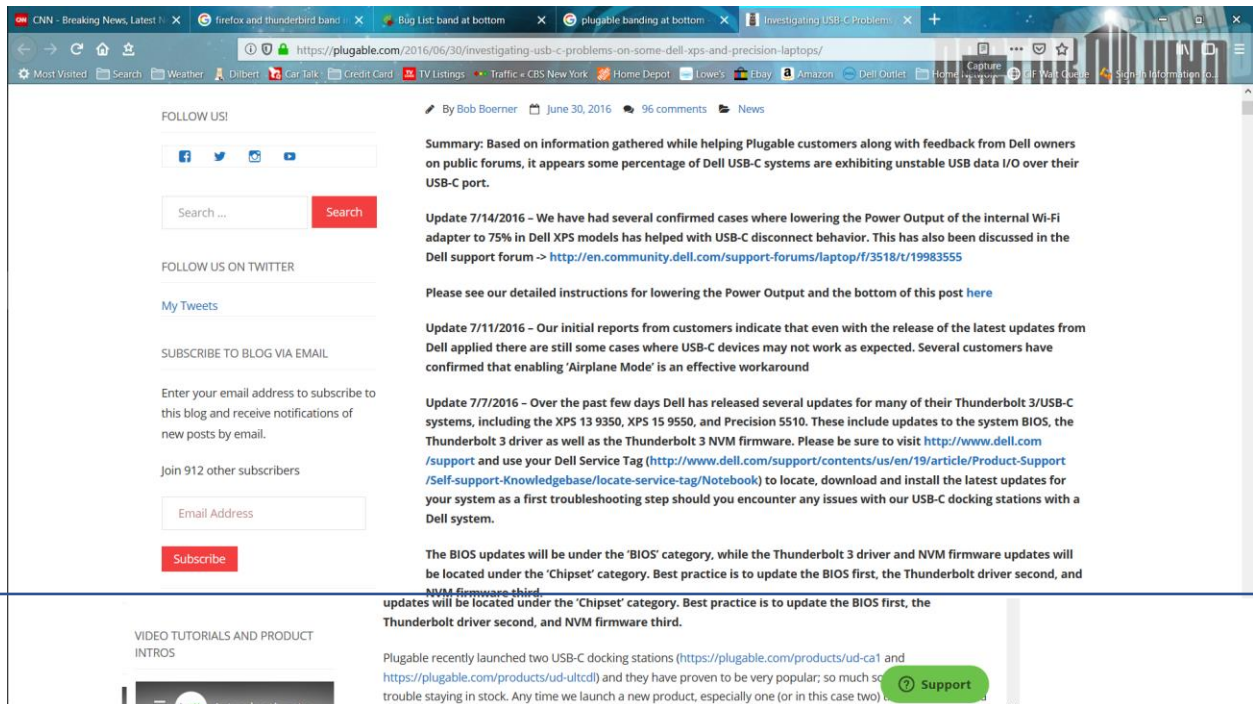 CNN - Breaking News, Latest N
firefox and thunderbird band i
Bug List: band at bottom
plugable banding at bottom -
Investigating USB-C Problems
https://plugable.com/2016/06/30/investigating-usb-c-problems-on-some-dell-xps-and-precision-laptops/
Capture
Most Visited Search Weather Dilbert Car Talk Credit Card TV Listings Traffic « CBS New York Home Depot Lowe's Ebay Amazon Dell Outlet Home Network GIF Wait Queue Sign-in Information fo...
FOLLOW US!
Search ... Search
FOLLOW US ON TWITTER
My Tweets
SUBSCRIBE TO BLOG VIA EMAIL
Enter your email address to subscribe to
this blog and receive notifications of
new posts by email.
Join 912 other subscribers
Email Address
Subscribe
By Bob Boerner June 30, 2016 96 comments News
Summary: Based on information gathered while helping Plugable customers along with feedback from Dell owners
on public forums, it appears some percentage of Dell USB-C systems are exhibiting unstable USB data I/O over their
USB-C port.
Update 7/14/2016 – We have had several confirmed cases where lowering the Power Output of the internal Wi-Fi
adapter to 75% in Dell XPS models has helped with USB-C disconnect behavior. This has also been discussed in the
Dell support forum -> http://en.community.dell.com/support-forums/laptop/f/3518/t/19983555
Please see our detailed instructions for lowering the Power Output and the bottom of this post here
Update 7/11/2016 – Our initial reports from customers indicate that even with the release of the latest updates from
Dell applied there are still some cases where USB-C devices may not work as expected. Several customers have
confirmed that enabling ‘Airplane Mode’ is an effective workaround
Update 7/7/2016 – Over the past few days Dell has released several updates for many of their Thunderbolt 3/USB-C
systems, including the XPS 13 9350, XPS 15 9550, and Precision 5510. These include updates to the system BIOS, the
Thunderbolt 3 driver as well as the Thunderbolt 3 NVM firmware. Please be sure to visit http://www.dell.com
/support and use your Dell Service Tag (http://www.dell.com/support/contents/us/en/19/article/Product-Support
/Self-support-Knowledgebase/locate-service-tag/Notebook) to locate, download and install the latest updates for
your system as a first troubleshooting step should you encounter any issues with our USB-C docking stations with a
Dell system.
The BIOS updates will be under the ‘BIOS’ category, while the Thunderbolt 3 driver and NVM firmware updates will
be located under the ‘Chipset’ category. Best practice is to update the BIOS first, the Thunderbolt driver second, and
NVM firmware third.
updates will be located under the ‘Chipset’ category. Best practice is to update the BIOS first, the
Thunderbolt driver second, and NVM firmware third.
VIDEO TUTORIALS AND PRODUCT
INTROS
Plugable recently launched two USB-C docking stations (https://plugable.com/products/ud-ca1 and
https://plugable.com/products/ud-ultcdl) and they have proven to be very popular; so much so
trouble staying in stock. Any time we launch a new product, especially one (or in this case two)
Support